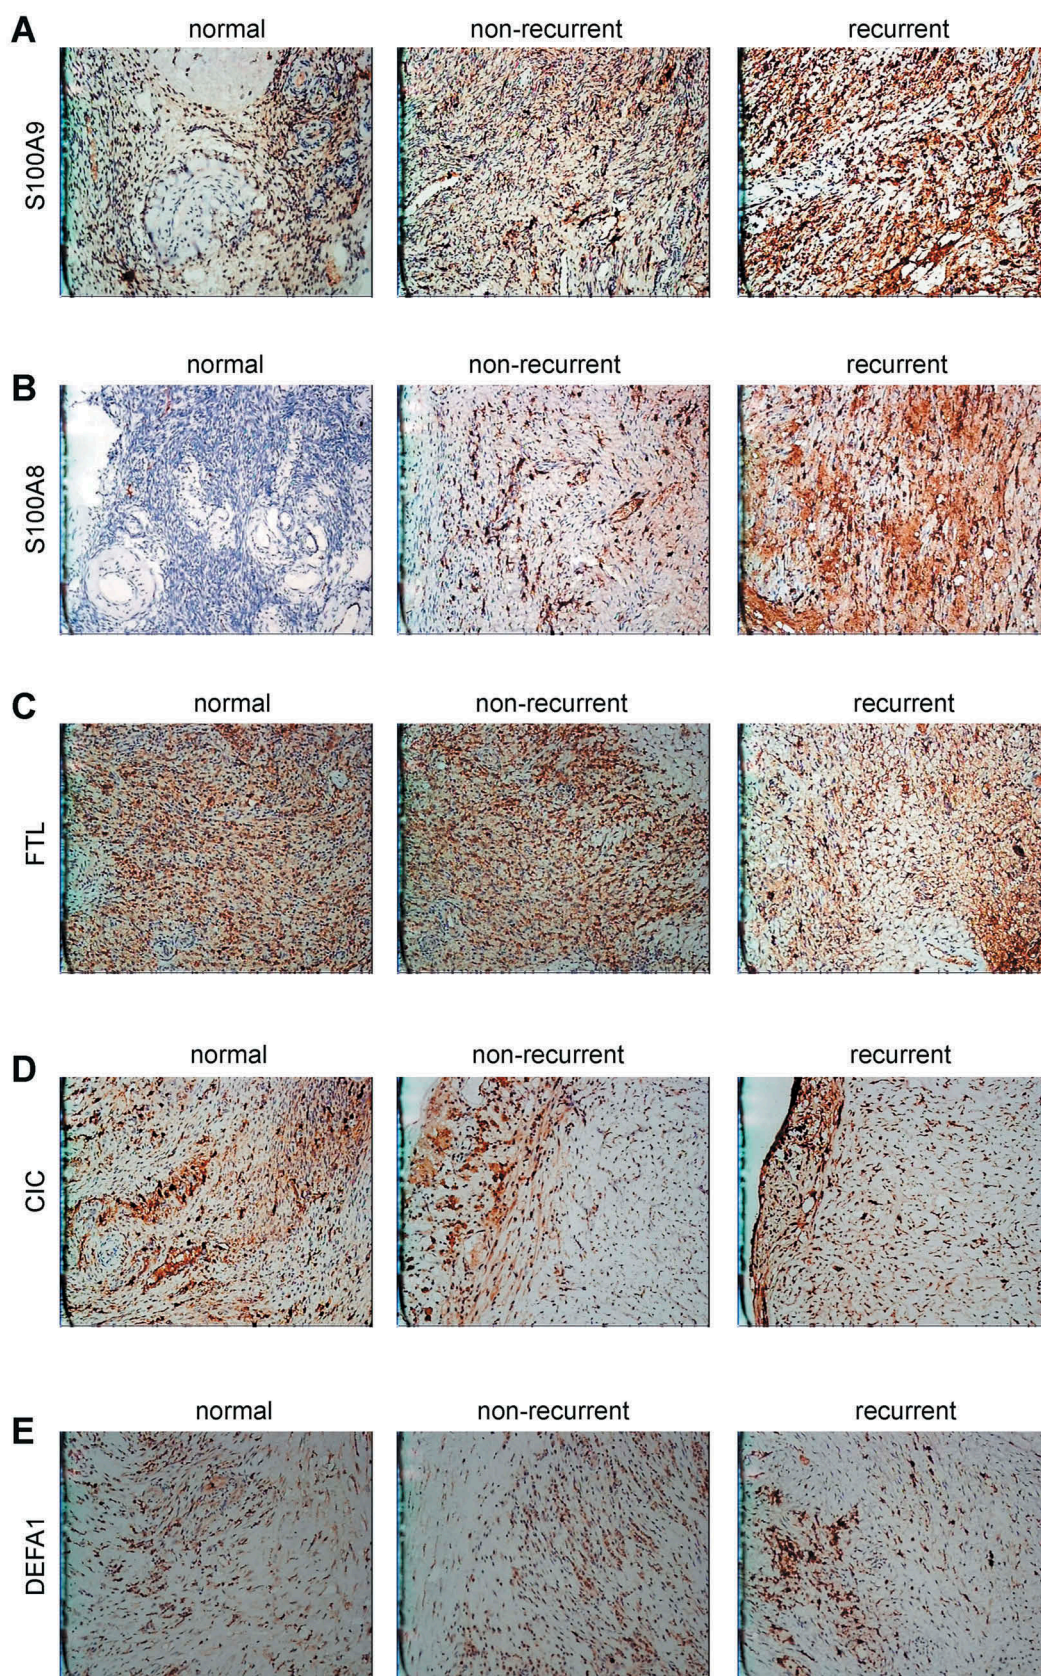 A
normal non-recurrent recurrent
S100A9
B
normal non-recurrent recurrent
S100A8
C
normal non-recurrent recurrent
FTL
D
normal non-recurrent recurrent
CIC
E
normal non-recurrent recurrent
DEFA1